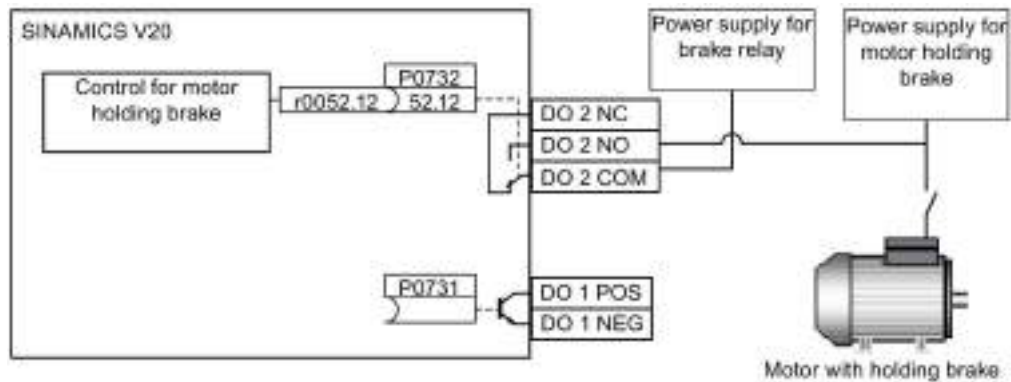 SINAMICS V20
Control for motor
holding brake
r0052.12
P0732
52.12
Power supply for
brake relay
Power supply for
motor holding
brake
DO 2 NC
DO 2 NO
DO 2 COM
P0731
DO 1 POS
DO 1 NEG
Motor with holding brake